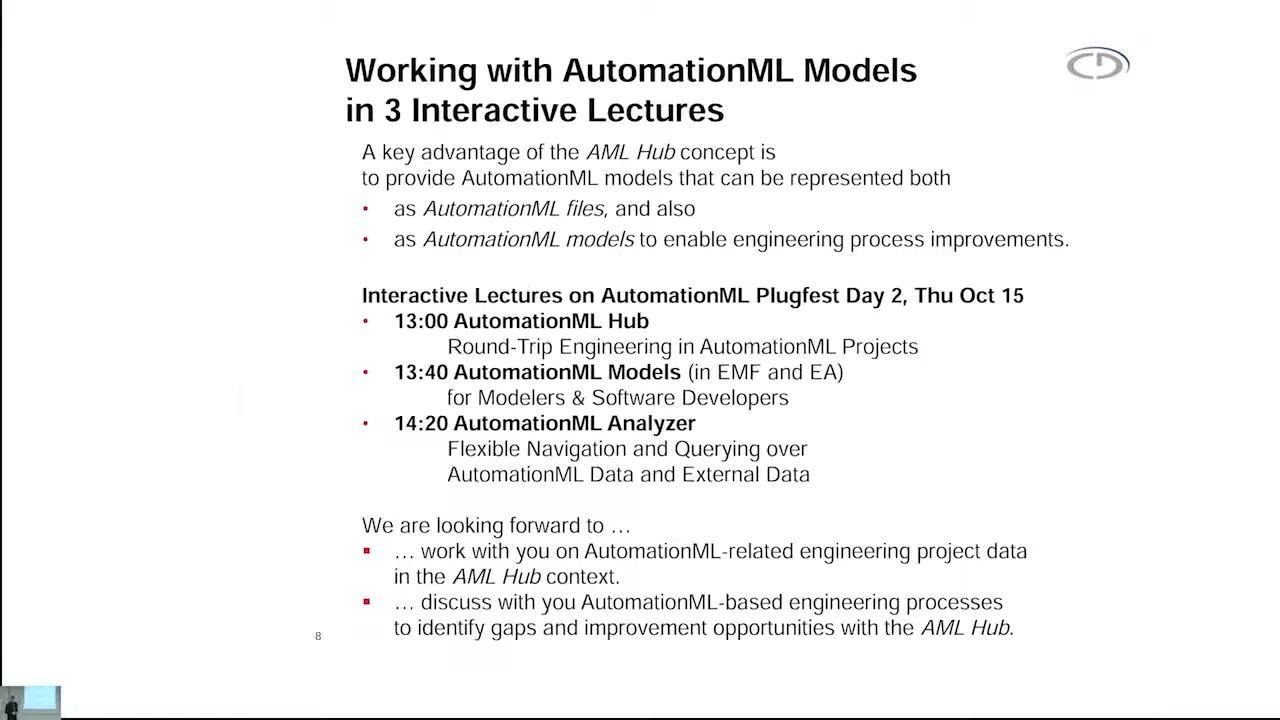 Working with AutomationML Models
in 3 Interactive Lectures
A key advantage of the AML Hub concept is
to provide AutomationML models that can be represented both
• as AutomationML files, and also
• as AutomationML models to enable engineering process improvements.
Interactive Lectures on AutomationML Plugfest Day 2, Thu Oct 15
• 13:00 AutomationML Hub
Round-Trip Engineering in AutomationML Projects
• 13:40 AutomationML Models (in EMF and EA)
for Modelers & Software Developers
• 14:20 AutomationML Analyzer
Flexible Navigation and Querying over
AutomationML Data and External Data
We are looking forward to …
▪ … work with you on AutomationML-related engineering project data
in the AML Hub context.
▪ … discuss with you AutomationML-based engineering processes
to identify gaps and improvement opportunities with the AML Hub.
8